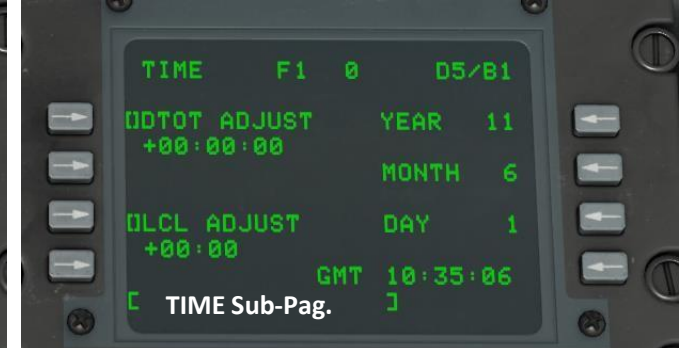 TIME F1 0 D5/B1
[]DTOT ADJUST YEAR 11
+00:00:00
MONTH 6
[]LCL ADJUST DAY 1
+00:00
GMT 10:35:06
[ TIME Sub-Pag. ]